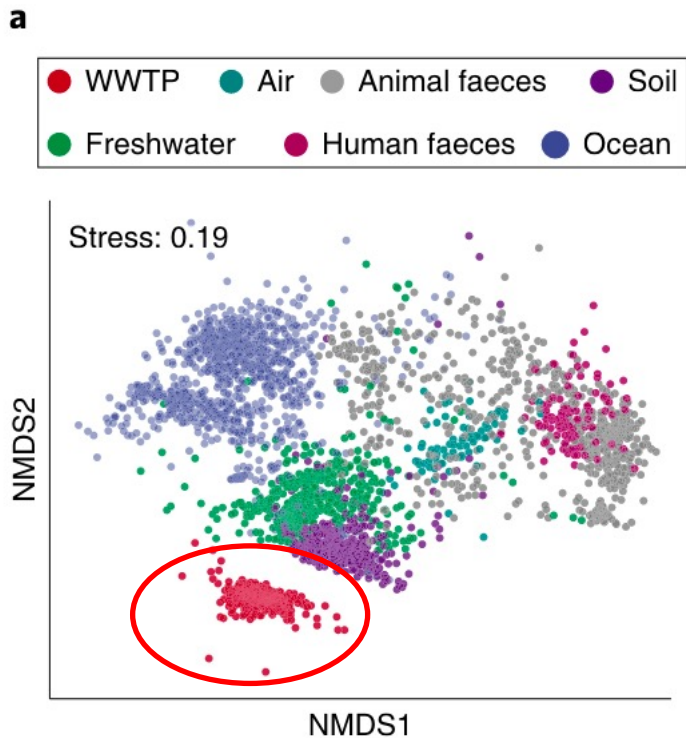 a
WWTP Air Animal faeces Soil
Freshwater Human faeces Ocean
Stress: 0.19
NMDS2
NMDS1